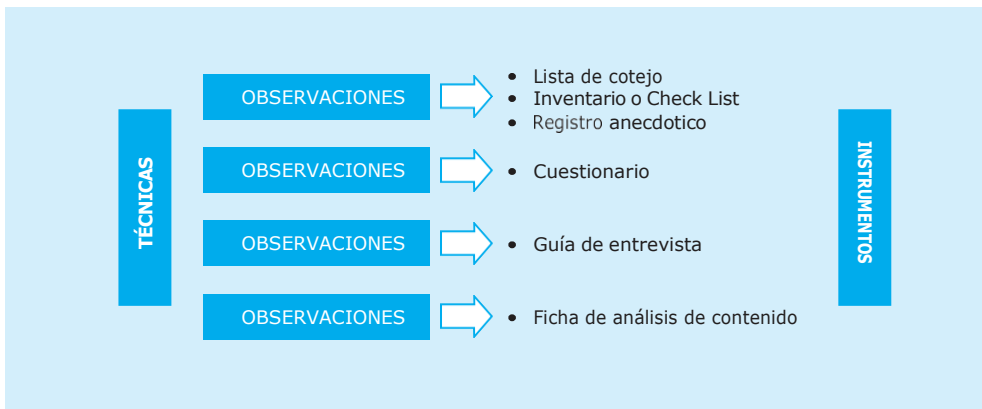 TÉCNICAS
OBSERVACIONES
• Lista de cotejo
• Inventario o Check List
• Registro anecdotico
OBSERVACIONES
• Cuestionario
OBSERVACIONES
• Guía de entrevista
OBSERVACIONES
• Ficha de análisis de contenido
INSTRUMENTOS